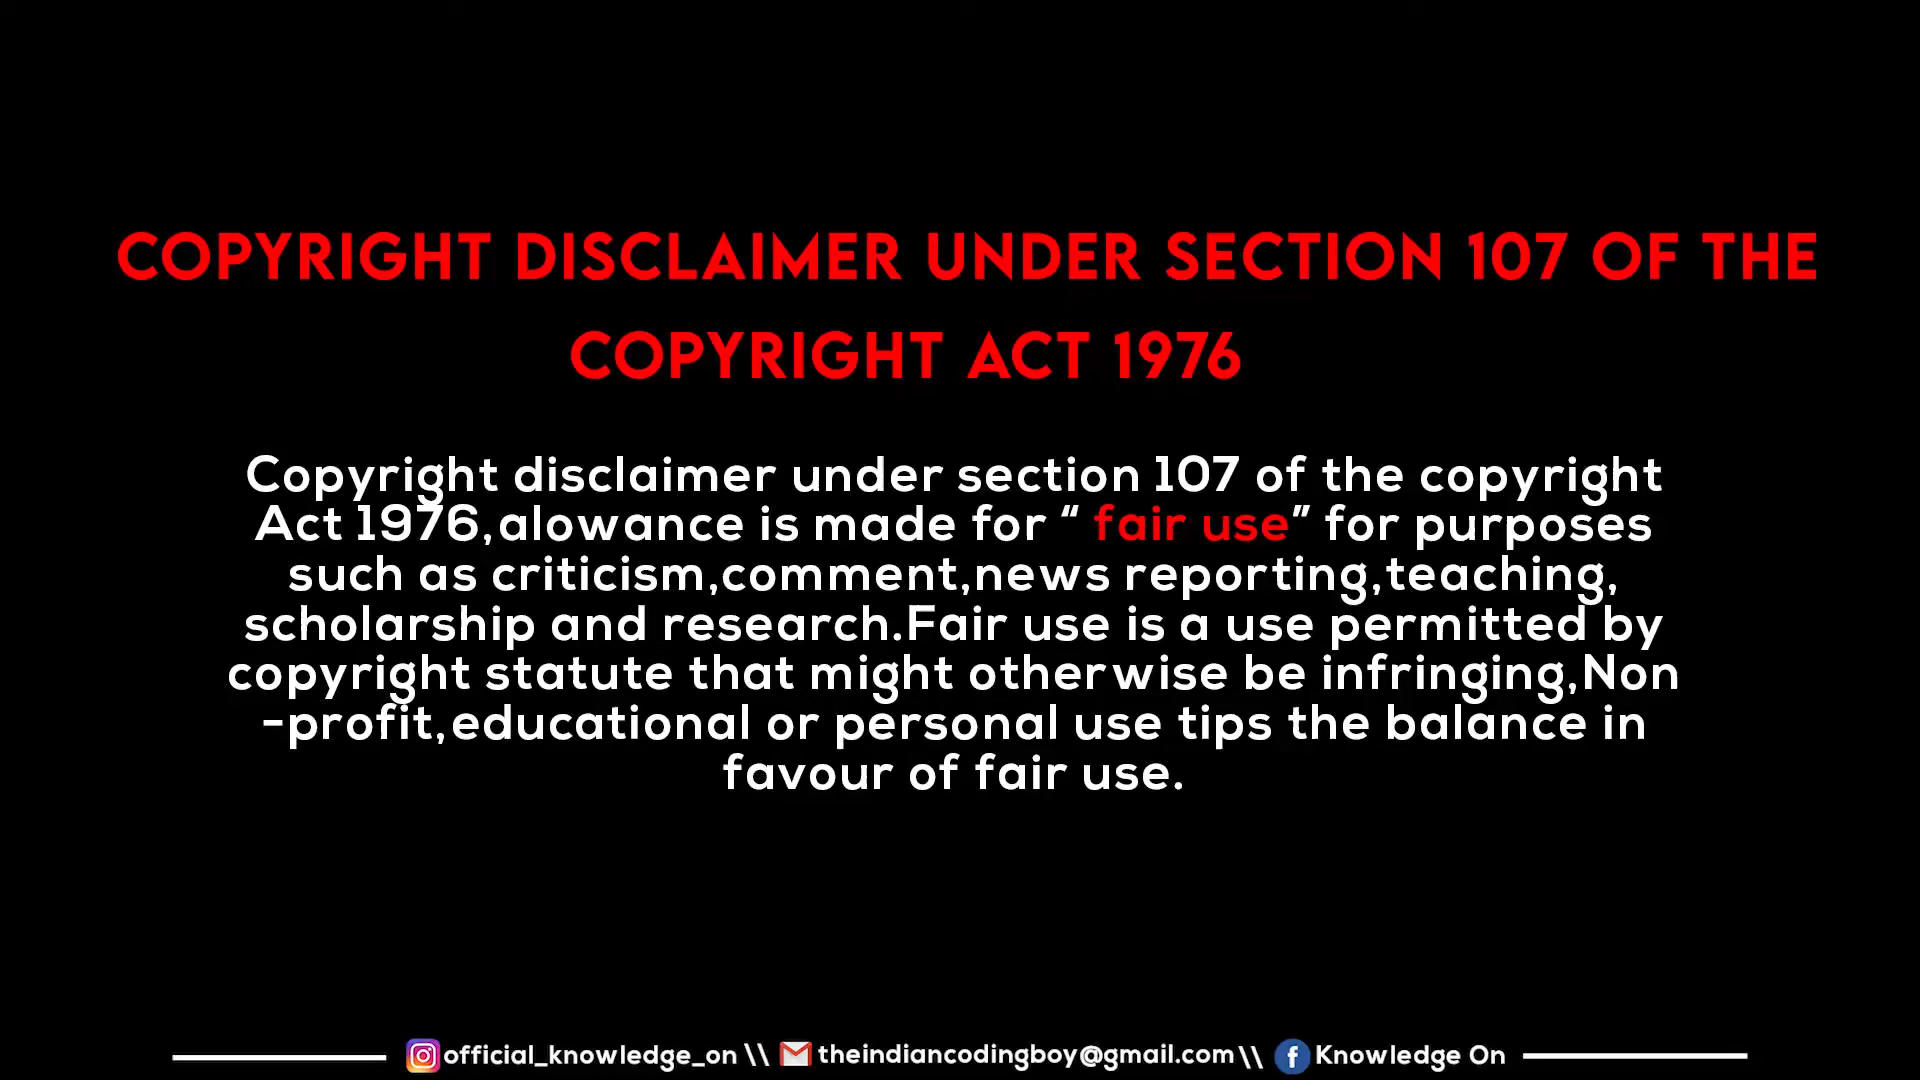 COPYRIGHT DISCLAIMER UNDER SECTION 107 OF THE
COPYRIGHT ACT 1976
Copyright disclaimer under section 107 of the copyright
Act 1976,alowance is made for “ fair use” for purposes
such as criticism,comment,news reporting,teaching,
scholarship and research.Fair use is a use permitted by
copyright statute that might otherwise be infringing,Non
-profit,educational or personal use tips the balance in
favour of fair use.
official_knowledge_on \\ theindiancodingboy@gmail.com \\ Knowledge On